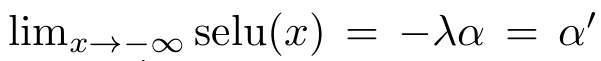 lim_{x→−∞} selu(x) = −λα = α′